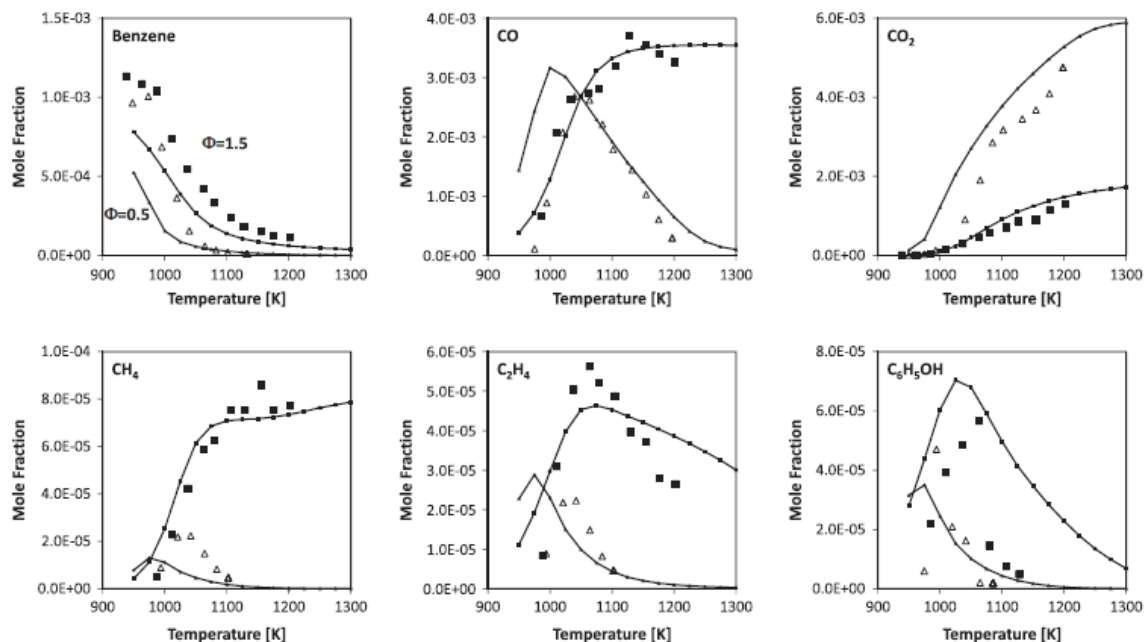 Benzene
Mole Fraction
1.5E-03
1.0E-03
5.0E-04
0.0E+00
Φ=1.5
Φ=0.5
900 1000 1100 1200 1300
Temperature [K]
CO
Mole Fraction
4.0E-03
3.0E-03
2.0E-03
1.0E-03
0.0E+00
900 1000 1100 1200 1300
Temperature [K]
CO₂
Mole Fraction
6.0E-03
3.0E-03
0.0E+00
900 1000 1100 1200 1300
Temperature [K]
CH₄
Mole Fraction
1.0E-04
8.0E-05
6.0E-05
4.0E-05
2.0E-05
0.0E+00
900 1000 1100 1200 1300
Temperature [K]
C₂H₄
Mole Fraction
6.0E-05
5.0E-05
4.0E-05
3.0E-05
2.0E-05
1.0E-05
0.0E+00
900 1000 1100 1200 1300
Temperature [K]
C₆H₅OH
Mole Fraction
8.0E-05
6.0E-05
4.0E-05
2.0E-05
0.0E+00
900 1000 1100 1200 1300
Temperature [K]